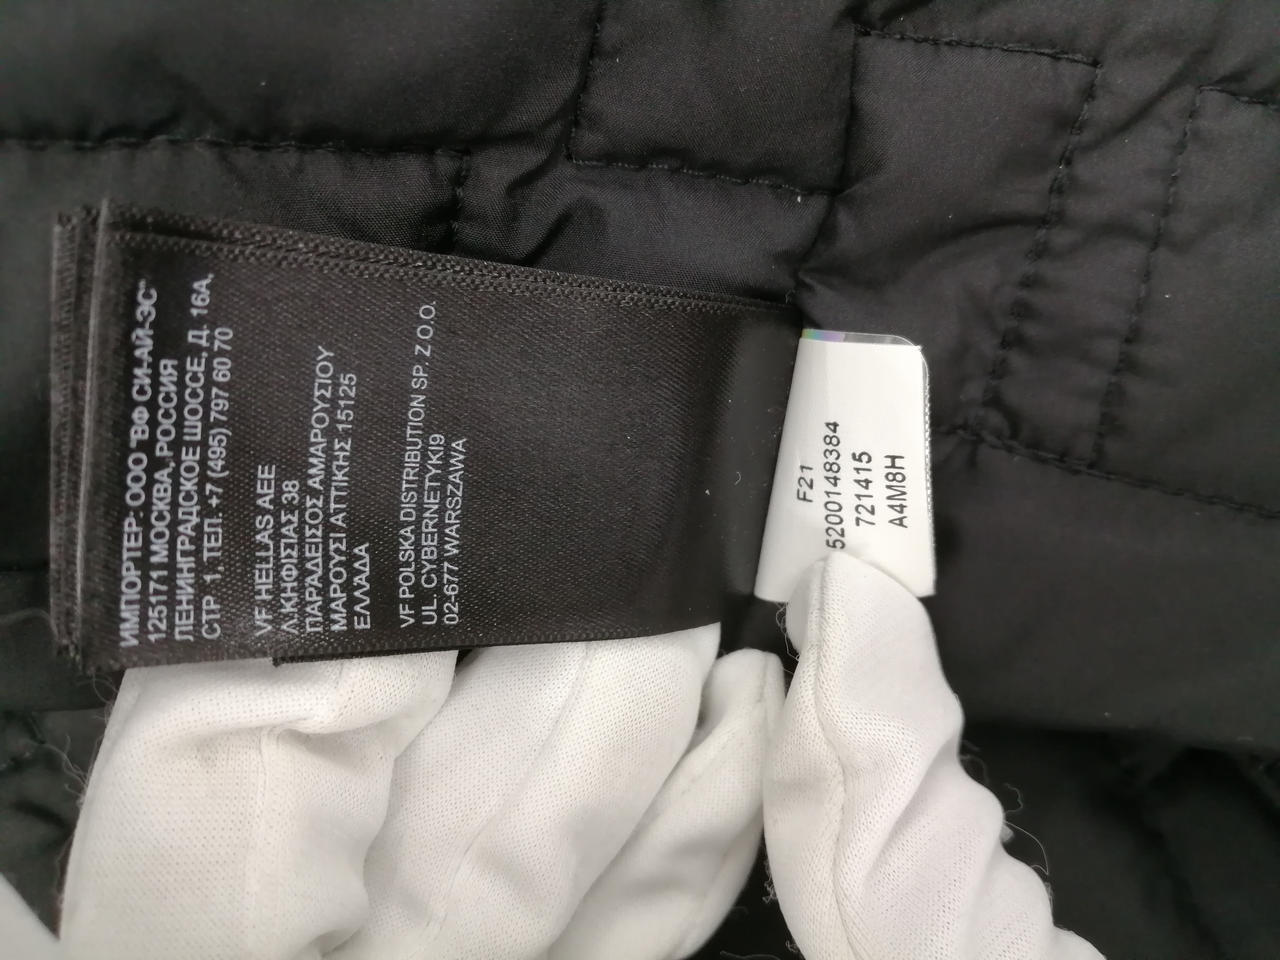 ИМПОРТЕР: ООО "ВФ СИ-АЙ-ЭС"
125171 МОСКВА, РОССИЯ
ЛЕНИНГРАДСКОЕ ШОССЕ, Д. 16А,
СТР 1. ТЕЛ. +7 (495) 797 60 70
VF HELLAS AEE
Λ.ΚΗΦΙΣΙΑΣ 38
ΠΑΡΑΔΕΙΣΟΣ ΑΜΑΡΟΥΣΙΟΥ
ΜΑΡΟΥΣΙ ΑΤΤΙΚΗΣ 15125
ΕΛΛΑΔΑ
VF POLSKA DISTRIBUTION SP. Z O.O.
UL. CYBERNETYKI9
02-677 WARSZAWA
F21
5200148384
721415
A4M8H